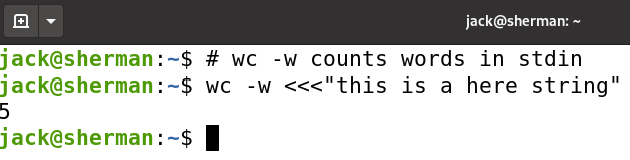 jack@sherman: ~
jack@sherman:~$ # wc -w counts words in stdin
jack@sherman:~$ wc -w <<<"this is a here string"
5
jack@sherman:~$